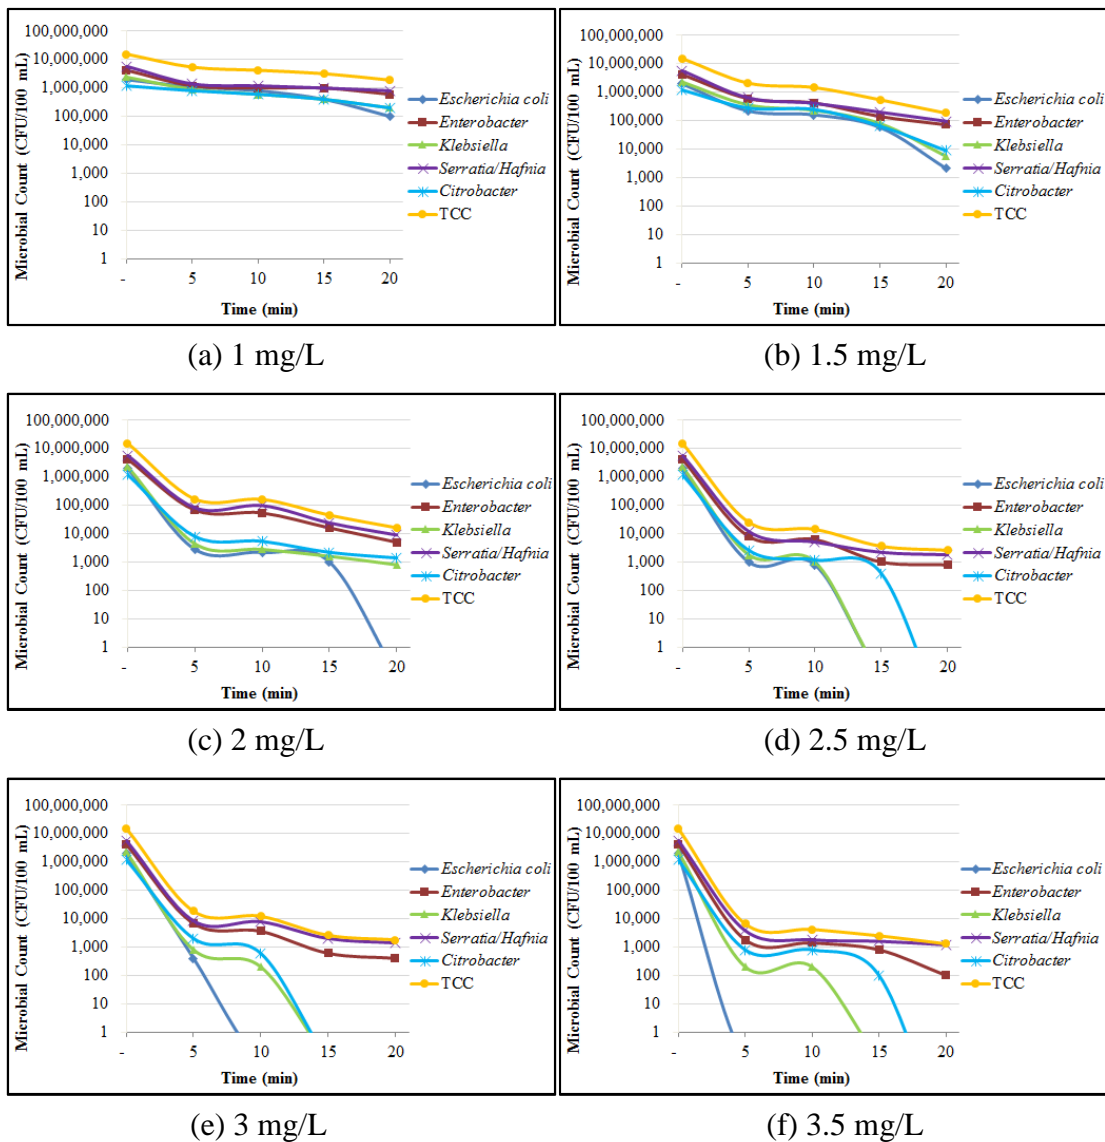 Microbial Count (CFU/100 mL)
100,000,000
10,000,000
1,000,000
100,000
10,000
1,000
100
10
1
- 5 10 15 20
Time (min)
Escherichia coli
Enterobacter
Klebsiella
Serratia/Hafnia
Citrobacter
TCC
(a) 1 mg/L
Microbial Count (CFU/100 mL)
100,000,000
10,000,000
1,000,000
100,000
10,000
1,000
100
10
1
- 5 10 15 20
Time (min)
Escherichia coli
Enterobacter
Klebsiella
Serratia/Hafnia
Citrobacter
TCC
(b) 1.5 mg/L
Microbial Count (CFU/100 mL)
100,000,000
10,000,000
1,000,000
100,000
10,000
1,000
100
10
1
- 5 10 15 20
Time (min)
Escherichia coli
Enterobacter
Klebsiella
Serratia/Hafnia
Citrobacter
TCC
(c) 2 mg/L
Microbial Count (CFU/100 mL)
100,000,000
10,000,000
1,000,000
100,000
10,000
1,000
100
10
1
- 5 10 15 20
Time (min)
Escherichia coli
Enterobacter
Klebsiella
Serratia/Hafnia
Citrobacter
TCC
(d) 2.5 mg/L
Microbial Count (CFU/100 mL)
100,000,000
10,000,000
1,000,000
100,000
10,000
1,000
100
10
1
- 5 10 15 20
Time (min)
Escherichia coli
Enterobacter
Klebsiella
Serratia/Hafnia
Citrobacter
TCC
(e) 3 mg/L
Microbial Count (CFU/100 mL)
100,000,000
10,000,000
1,000,000
100,000
10,000
1,000
100
10
1
- 5 10 15 20
Time (min)
Escherichia coli
Enterobacter
Klebsiella
Serratia/Hafnia
Citrobacter
TCC
(f) 3.5 mg/L